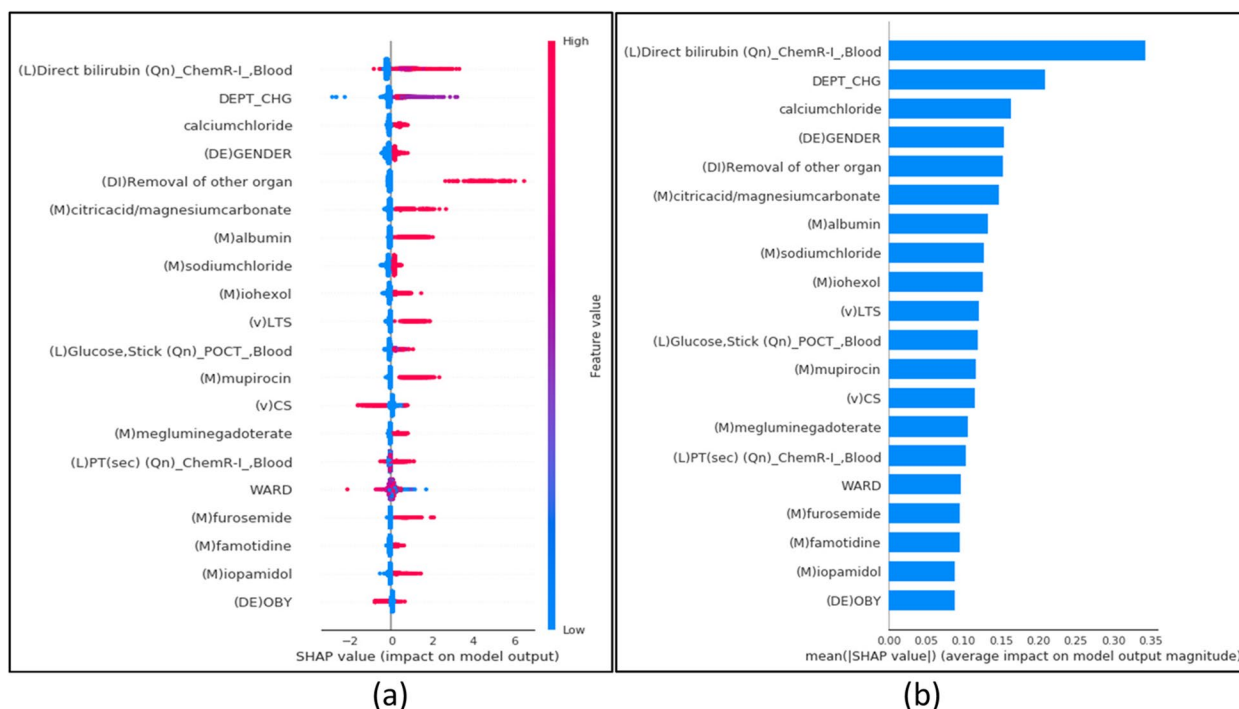 High
(L)Direct bilirubin (Qn)_ChemR-I_,Blood
DEPT_CHG
calciumchloride
(DE)GENDER
(DI)Removal of other organ
(M)citricacid/magnesiumcarbonate
(M)albumin
(M)sodiumchloride
(M)iohexol
(v)LTS
(L)Glucose,Stick (Qn)_POCT_,Blood
(M)mupirocin
(v)CS
(M)megluminegadoterate
(L)PT(sec) (Qn)_ChemR-I_,Blood
WARD
(M)furosemide
(M)famotidine
(M)iopamidol
(DE)OBY
Feature value
Low
−2 0 2 4 6
SHAP value (impact on model output)
(a)
(L)Direct bilirubin (Qn)_ChemR-I_,Blood
DEPT_CHG
calciumchloride
(DE)GENDER
(DI)Removal of other organ
(M)citricacid/magnesiumcarbonate
(M)albumin
(M)sodiumchloride
(M)iohexol
(v)LTS
(L)Glucose,Stick (Qn)_POCT_,Blood
(M)mupirocin
(v)CS
(M)megluminegadoterate
(L)PT(sec) (Qn)_ChemR-I_,Blood
WARD
(M)furosemide
(M)famotidine
(M)iopamidol
(DE)OBY
0.00 0.05 0.10 0.15 0.20 0.25 0.30 0.35
mean(|SHAP value|) (average impact on model output magnitude)
(b)